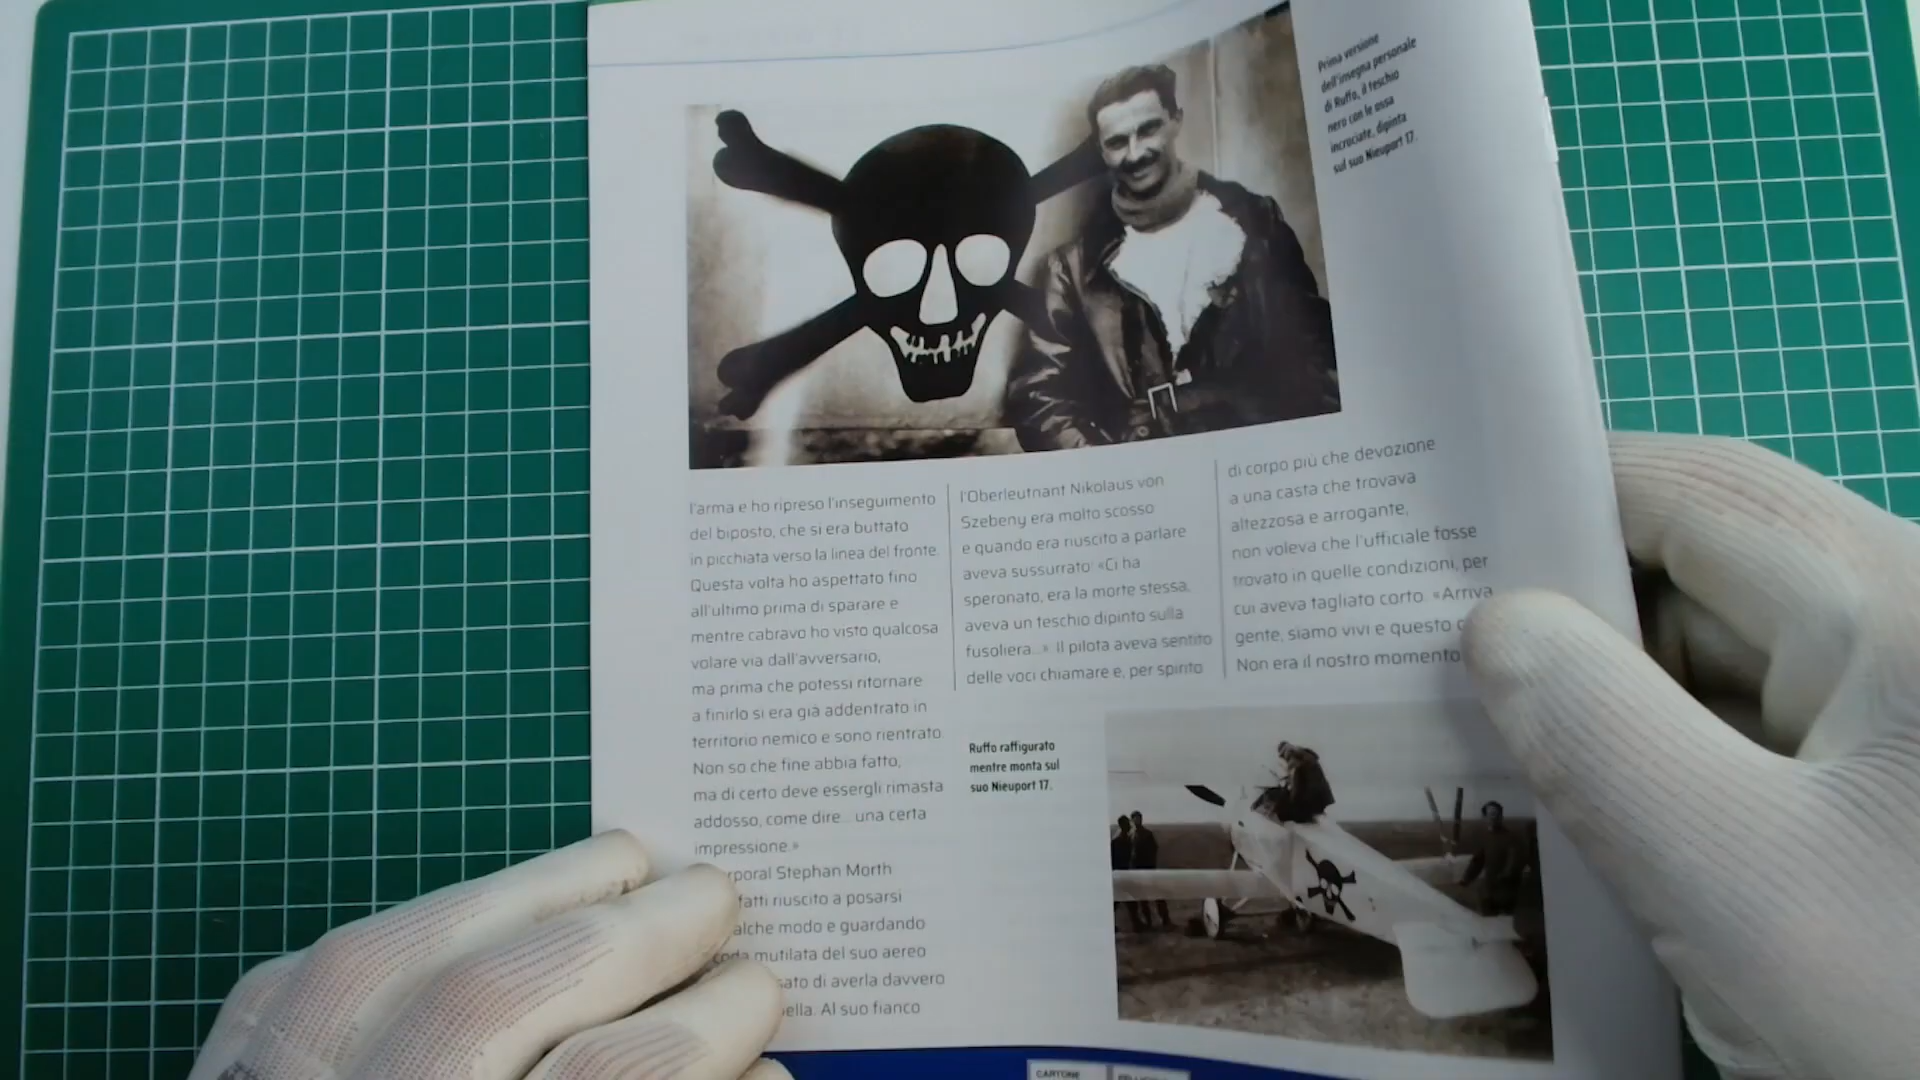 Prima versione
dell'insegna personale
di Ruffo, il teschio
nero con le ossa
incrociate, dipinta
sul suo Nieuport 17.
l'arma e ho ripreso l'inseguimento
del biposto, che si era buttato
in picchiata verso la linea del fronte.
Questa volta ho aspettato fino
all'ultimo prima di sparare e
mentre cabravo ho visto qualcosa
volare via dall'avversario,
ma prima che potessi ritornare
a finirlo si era già addentrato in
territorio nemico e sono rientrato.
Non so che fine abbia fatto,
ma di certo deve essergli rimasta
addosso, come dire... una certa
impressione.»
rporal Stephan Morth
fatti riuscito a posarsi
alche modo e guardando
coda mutilata del suo aereo
sato di averla davvero
ella. Al suo fianco
l'Oberleutnant Nikolaus von
Szebeny era molto scosso
e quando era riuscito a parlare
aveva sussurrato: «Ci ha
speronato, era la morte stessa,
aveva un teschio dipinto sulla
fusoliera...». Il pilota aveva sentito
delle voci chiamare e, per spirito
di corpo più che devozione
a una casta che trovava
altezzosa e arrogante,
non voleva che l'ufficiale fosse
trovato in quelle condizioni, per
cui aveva tagliato corto. «Arriva
gente, siamo vivi e questo
Non era il nostro momento
Ruffo raffigurato
mentre monta sul
suo Nieuport 17.
CARTONE